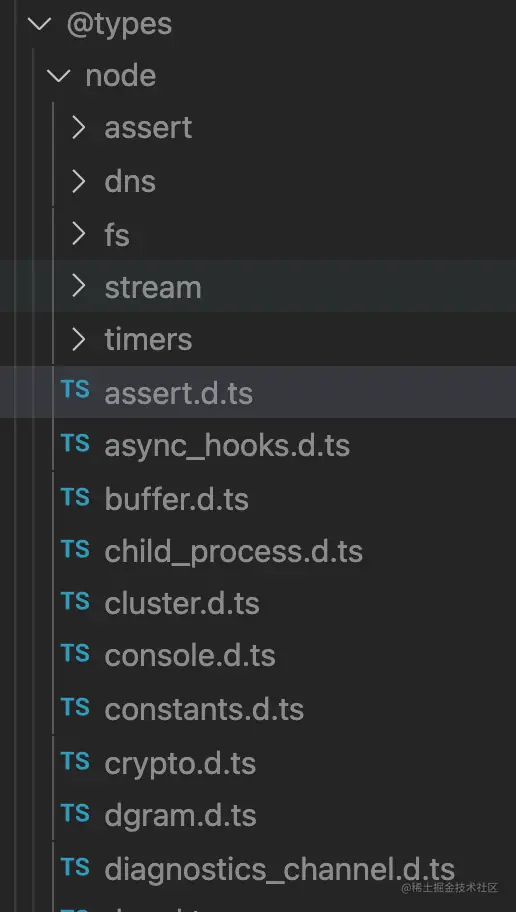 @types
node
assert
dns
fs
stream
timers
TS assert.d.ts
TS async_hooks.d.ts
TS buffer.d.ts
TS child_process.d.ts
TS cluster.d.ts
TS console.d.ts
TS constants.d.ts
TS crypto.d.ts
TS dgram.d.ts
TS diagnostics_channel.d.ts
@稀土掘金技术社区